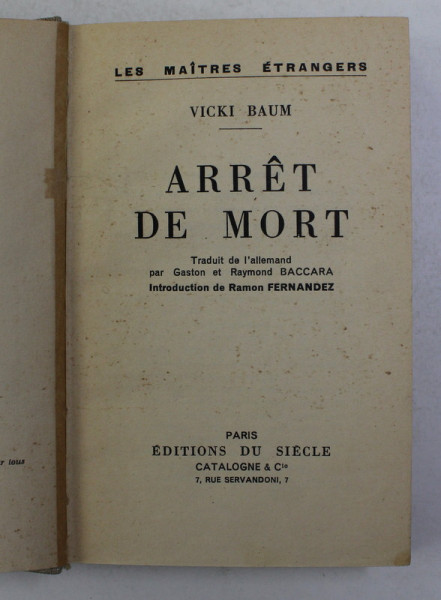 r tous
LES MAÎTRES ÉTRANGERS
VICKI BAUM
ARRÊT
DE MORT
Traduit de l'allemand
par Gaston et Raymond BACCARA
Introduction de Ramon FERNANDEZ
PARIS
ÉDITIONS DU SIÈCLE
CATALOGNE & Cie
7, RUE SERVANDONI, 7